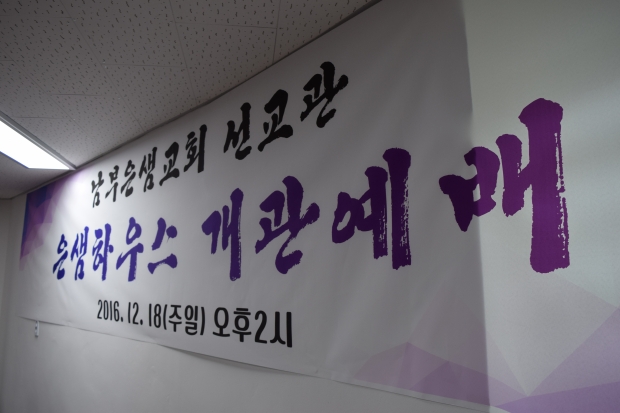 남부은샘교회 선교관
은샘하우스 개관예배
2016. 12. 18(주일) 오후2시